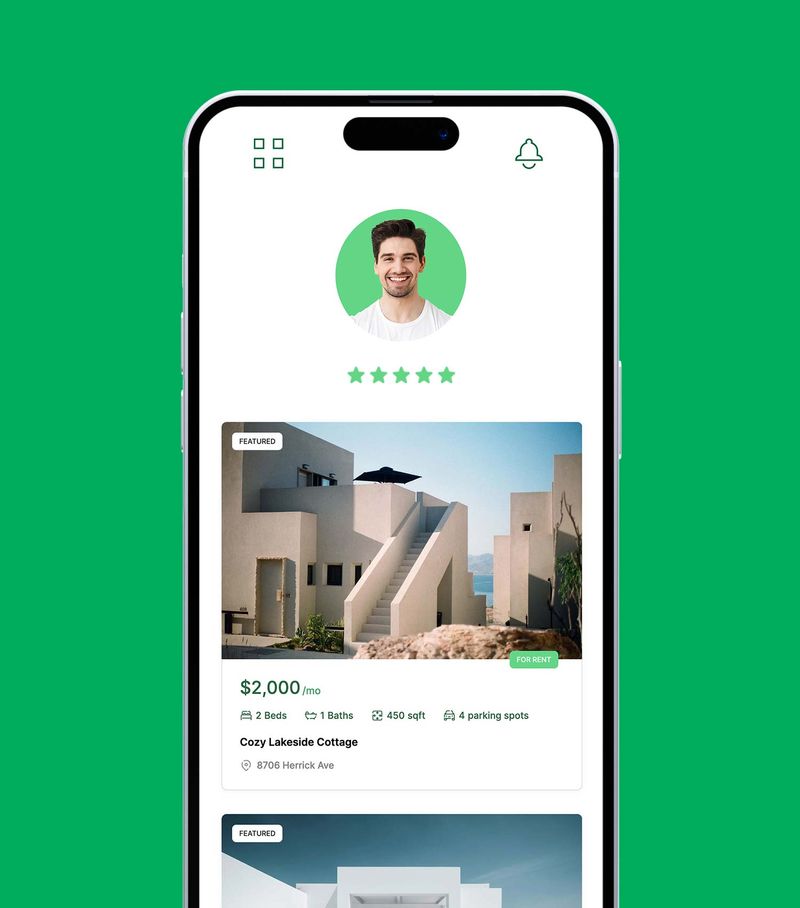 FEATURED
FOR RENT
$2,000/mo
2 Beds 1 Baths 450 sqft 4 parking spots
Cozy Lakeside Cottage
8706 Herrick Ave
FEATURED